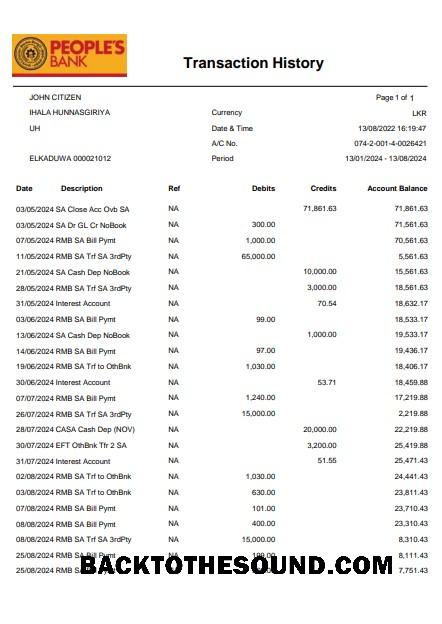 PEOPLE'S
BANK
Transaction History
JOHN CITIZEN Page 1 of 1
IHALA HUNNASGIRIYA Currency LKR
UH Date & Time 13/08/2022 16:19:47
A/C No. 074-2-001-4-0026421
ELKADUWA 000021012 Period 13/01/2024 - 13/08/2024
Date Description Ref Debits Credits Account Balance
03/05/2024 SA Close Acc Ovb SA NA 71,861.63 71,861.63
03/05/2024 SA Dr GL Cr NoBook NA 300.00 71,561.63
07/05/2024 RMB SA Bill Pymt NA 1,000.00 70,561.63
11/05/2024 RMB SA Trf SA 3rdPty NA 65,000.00 5,561.63
21/05/2024 SA Cash Dep NoBook NA 10,000.00 15,561.63
28/05/2024 RMB SA Trf SA 3rdPty NA 3,000.00 18,561.63
31/05/2024 Interest Account NA 70.54 18,632.17
03/06/2024 RMB SA Bill Pymt NA 99.00 18,533.17
13/06/2024 SA Cash Dep NoBook NA 1,000.00 19,533.17
14/06/2024 RMB SA Bill Pymt NA 97.00 19,436.17
19/06/2024 RMB SA Trf to OthBnk NA 1,030.00 18,406.17
30/06/2024 Interest Account NA 53.71 18,459.88
07/07/2024 RMB SA Bill Pymt NA 1,240.00 17,219.88
26/07/2024 RMB SA Trf SA 3rdPty NA 15,000.00 2,219.88
28/07/2024 CASA Cash Dep (NOV) NA 20,000.00 22,219.88
30/07/2024 EFT OthBnk Tfr 2 SA NA 3,200.00 25,419.88
31/07/2024 Interest Account NA 51.55 25,471.43
02/08/2024 RMB SA Trf to OthBnk NA 1,030.00 24,441.43
03/08/2024 RMB SA Trf to OthBnk NA 630.00 23,811.43
07/08/2024 RMB SA Bill Pymt NA 101.00 23,710.43
08/08/2024 RMB SA Bill Pymt NA 400.00 23,310.43
08/08/2024 RMB SA Trf SA 3rdPty NA 15,000.00 8,310.43
25/08/2024 RMB SA Bill Pymt NA 199.00 8,111.43
25/08/2024 RMB NA 7,751.43
BACKTOTHESOUND.COM